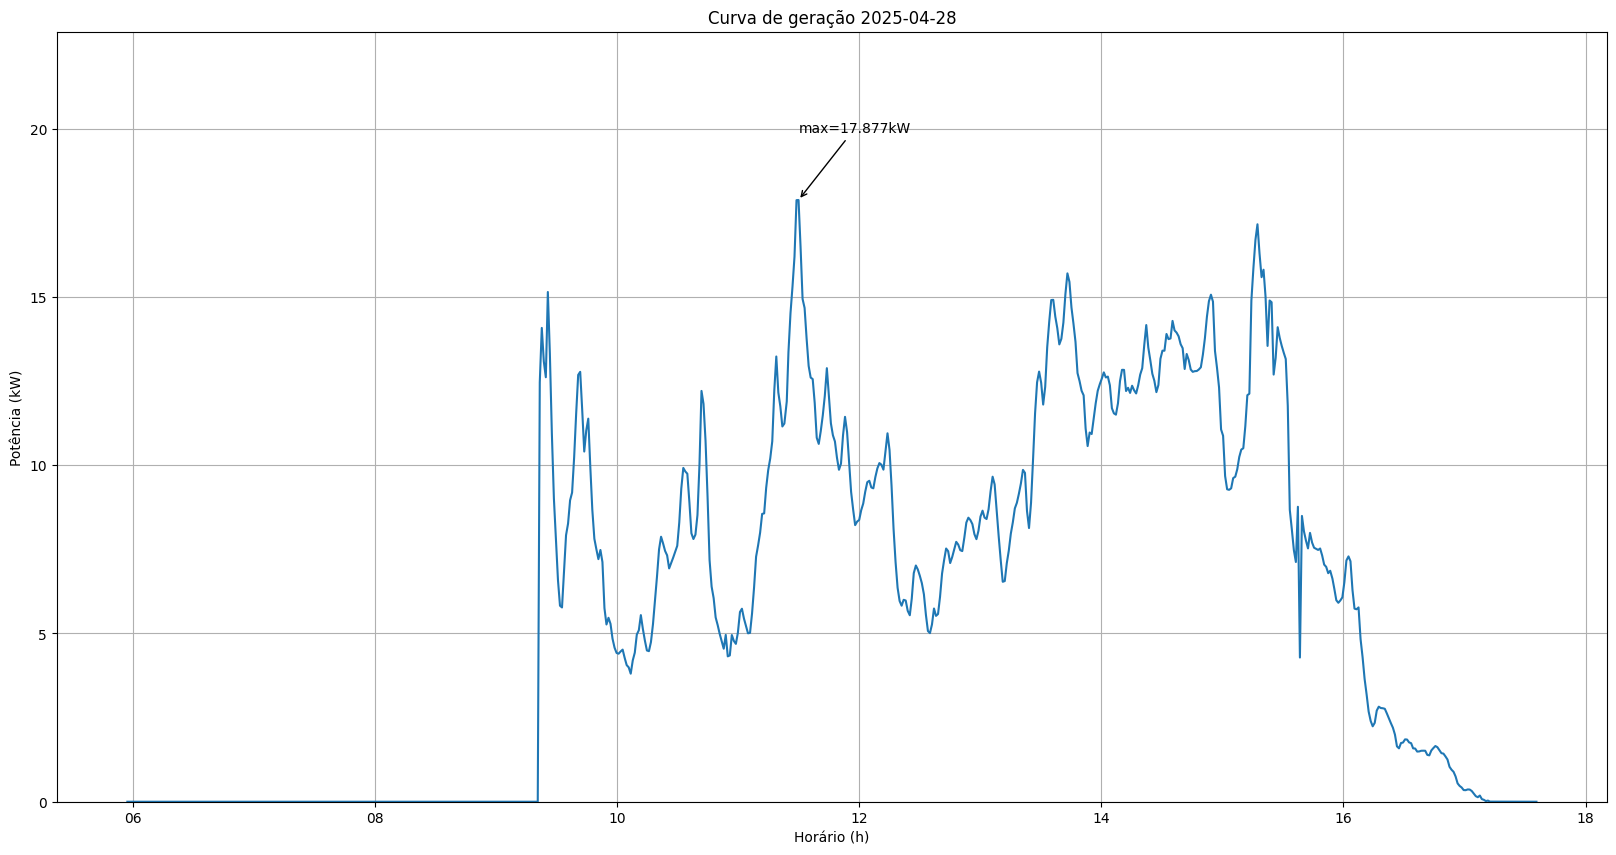 Curva de geração 2025-04-28
max=17.877kW
Potência (kW)
20
15
10
5
0
06 08 10 12 14 16 18
Horário (h)